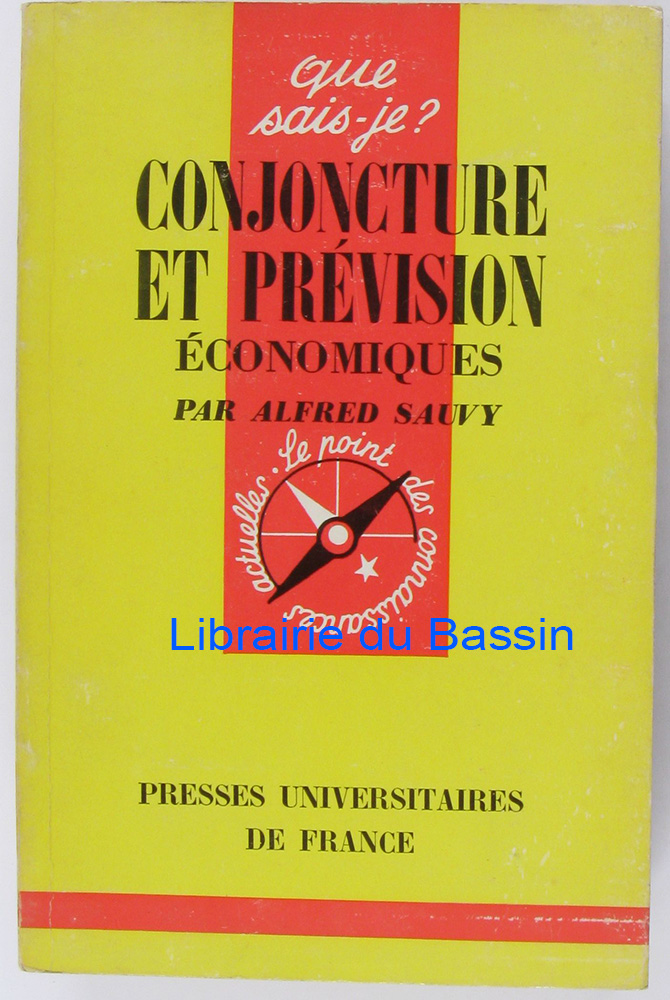 que
sais-je?
CONJONCTURE
ET PRÉVISION
ÉCONOMIQUES
PAR ALFRED SAUVY
Le point des connaissances actuelles.
Librairie du Bassin
PRESSES UNIVERSITAIRES
DE FRANCE